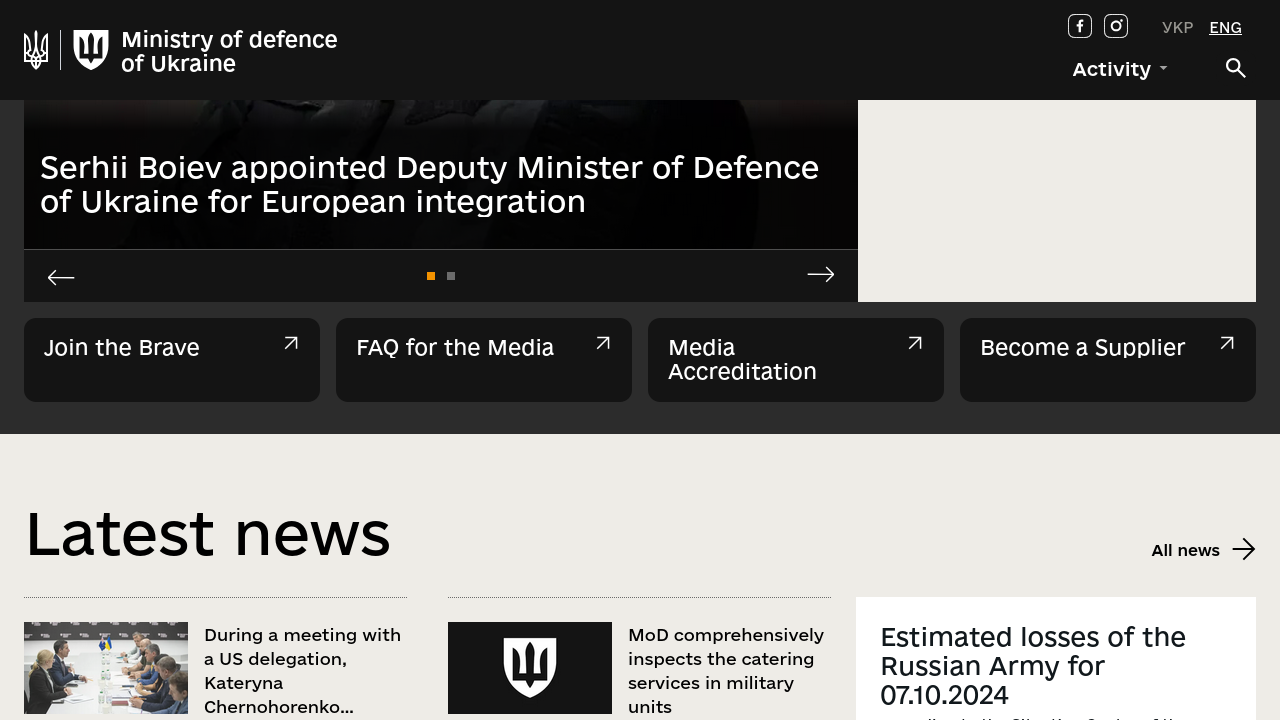 Ministry of defence
of Ukraine
УКР ENG
Activity
Serhii Boiev appointed Deputy Minister of Defence
of Ukraine for European integration
Join the Brave
FAQ for the Media
Media
Accreditation
Become a Supplier
Latest news
All news
During a meeting with
a US delegation,
Kateryna
Chernohorenko...
MoD comprehensively
inspects the catering
services in military
units
Estimated losses of the
Russian Army for
07.10.2024